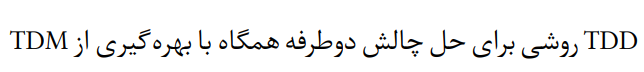 TDD روشی برای حل چالش دوطرفه همگاه با بهره‌گیری از TDM